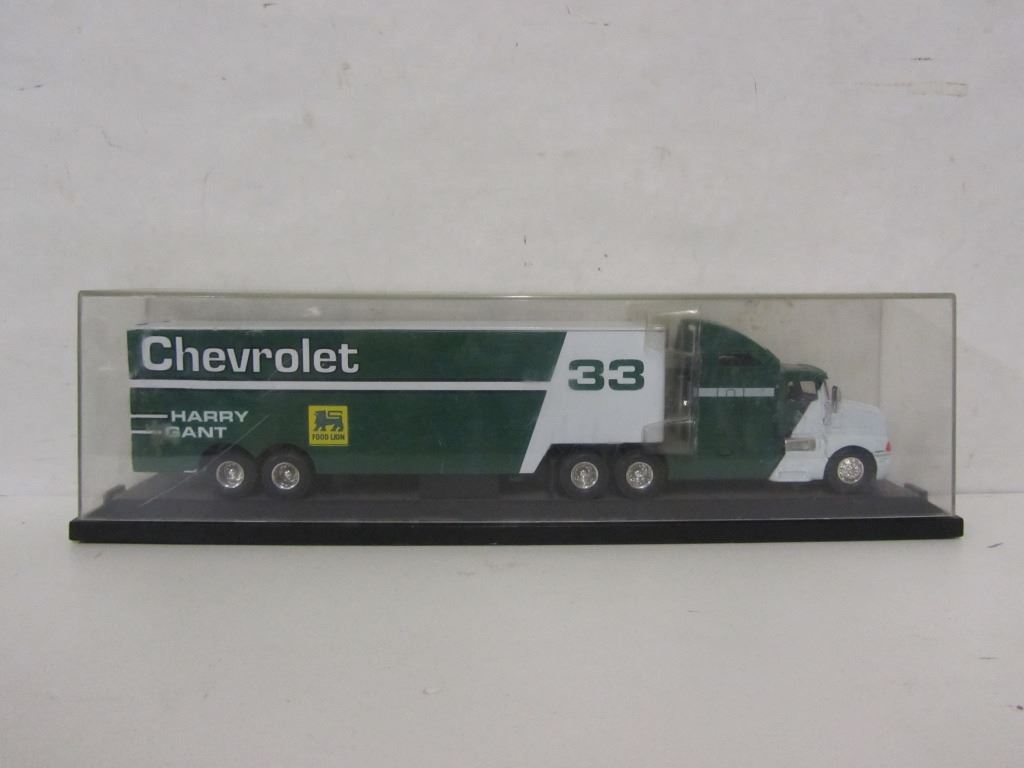 Chevrolet
33
HARRY
GANT
FOOD LION